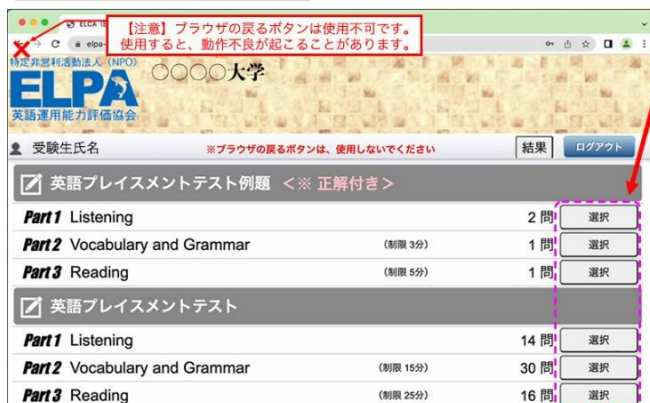 ELCA
【注意】ブラウザの戻るボタンは使用不可です。
使用すると、動作不良が起こることがあります。
elpa-
特定非営利活動法人 (NPO)
ELPA
英語運用能力評価協会
〇〇〇〇大学
受験生氏名
※ブラウザの戻るボタンは、使用しないでください
結果
ログアウト
英語プレイスメントテスト例題 <※ 正解付き>
Part 1 Listening 2 問 選択
Part 2 Vocabulary and Grammar (制限 3分) 1 問 選択
Part 3 Reading (制限 5分) 1 問 選択
英語プレイスメントテスト
Part 1 Listening 14 問 選択
Part 2 Vocabulary and Grammar (制限 15分) 30 問 選択
Part 3 Reading (制限 25分) 16 問 選択